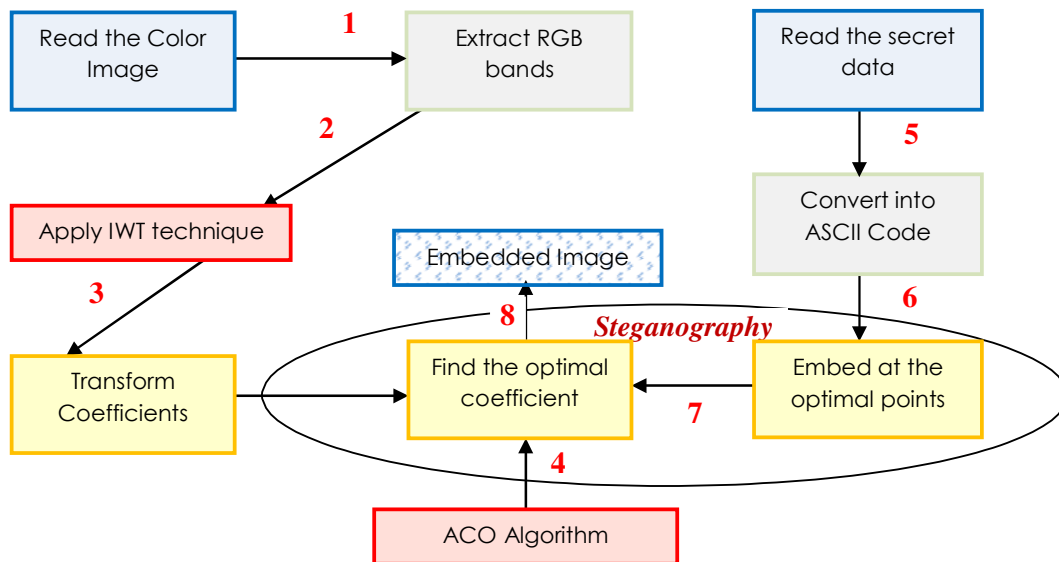 Read the Color
Image
1
Extract RGB
bands
Read the secret
data
2
5
Apply IWT technique
Convert into
ASCII Code
Embedded Image
3
6
8
Steganography
Transform
Coefficients
Find the optimal
coefficient
7
Embed at the
optimal points
4
ACO Algorithm